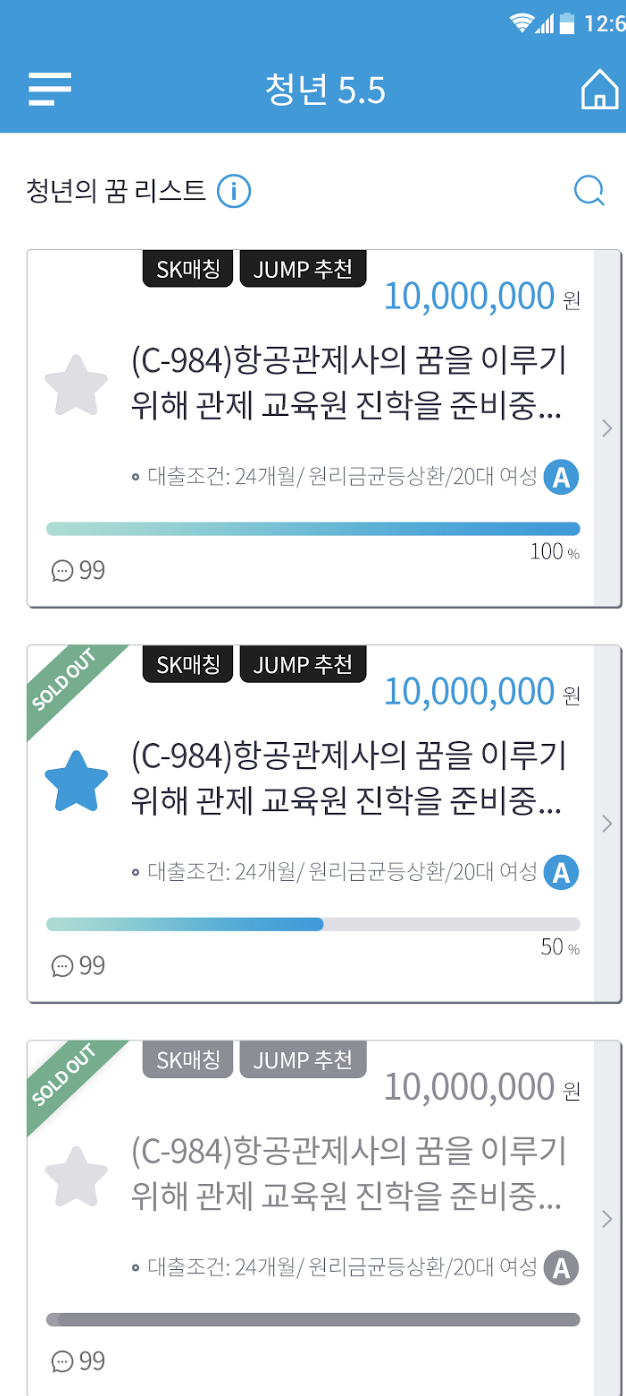 12:6
청년 5.5
청년의 꿈 리스트
SK매칭 JUMP 추천
10,000,000 원
(C-984)항공관제사의 꿈을 이루기
위해 관제 교육원 진학을 준비중...
대출조건: 24개월/ 원리금균등상환/20대 여성 A
100 %
99
SOLD OUT
SK매칭 JUMP 추천
10,000,000 원
(C-984)항공관제사의 꿈을 이루기
위해 관제 교육원 진학을 준비중...
대출조건: 24개월/ 원리금균등상환/20대 여성 A
50 %
99
SOLD OUT
SK매칭 JUMP 추천
10,000,000 원
(C-984)항공관제사의 꿈을 이루기
위해 관제 교육원 진학을 준비중...
대출조건: 24개월/ 원리금균등상환/20대 여성 A
99